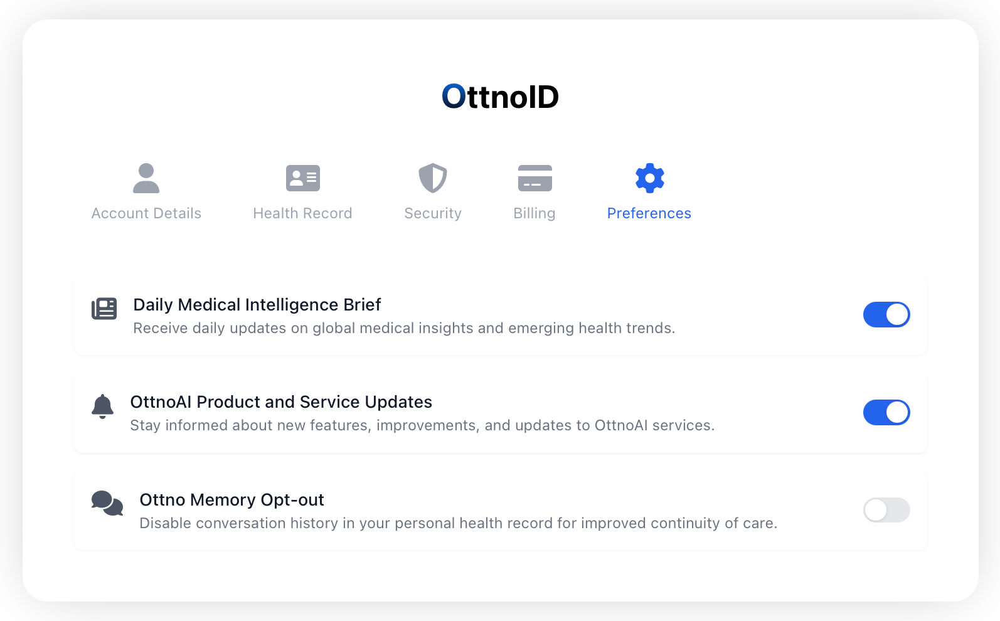 OttnoID
Account Details
Health Record
Security
Billing
Preferences
Daily Medical Intelligence Brief
Receive daily updates on global medical insights and emerging health trends.
OttnoAI Product and Service Updates
Stay informed about new features, improvements, and updates to OttnoAI services.
Ottno Memory Opt-out
Disable conversation history in your personal health record for improved continuity of care.